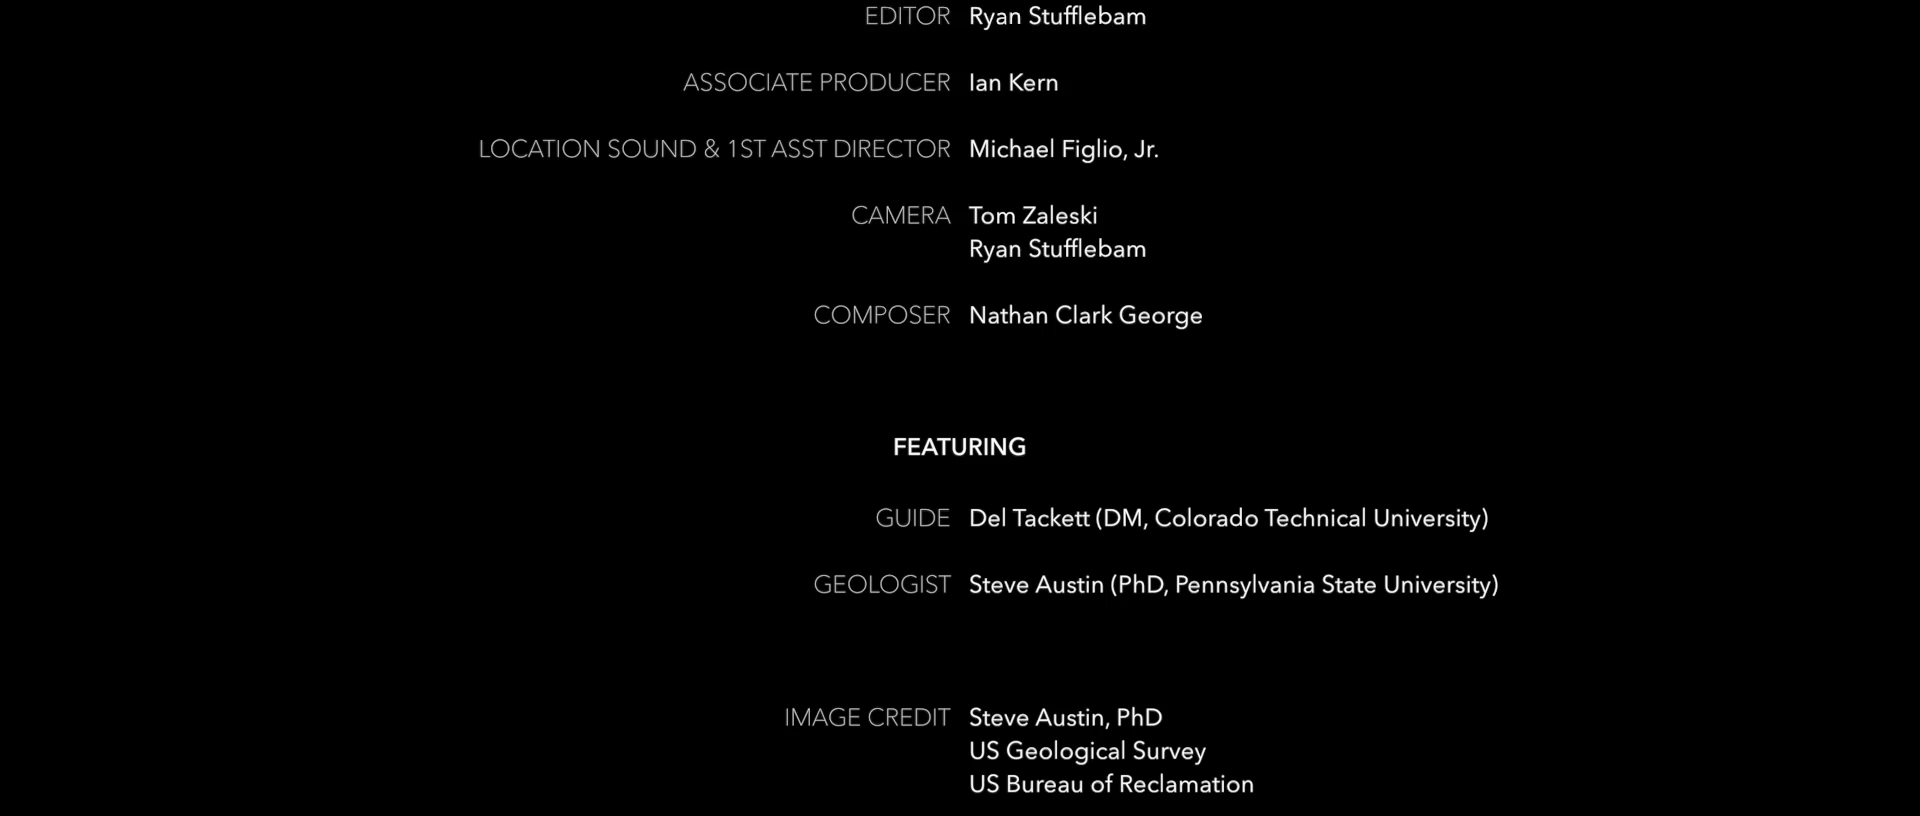 EDITOR Ryan Stufflebam
ASSOCIATE PRODUCER Ian Kern
LOCATION SOUND & 1ST ASST DIRECTOR Michael Figlio, Jr.
CAMERA Tom Zaleski
Ryan Stufflebam
COMPOSER Nathan Clark George
FEATURING
GUIDE Del Tackett (DM, Colorado Technical University)
GEOLOGIST Steve Austin (PhD, Pennsylvania State University)
IMAGE CREDIT Steve Austin, PhD
US Geological Survey
US Bureau of Reclamation